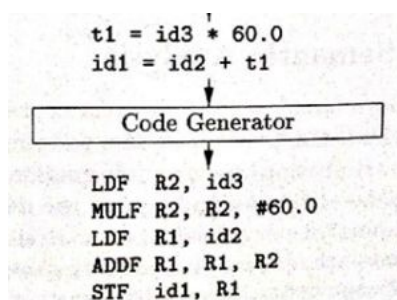 t1 = id3 * 60.0
id1 = id2 + t1
Code Generator
LDF R2, id3
MULF R2, R2, #60.0
LDF R1, id2
ADDF R1, R1, R2
STF id1, R1